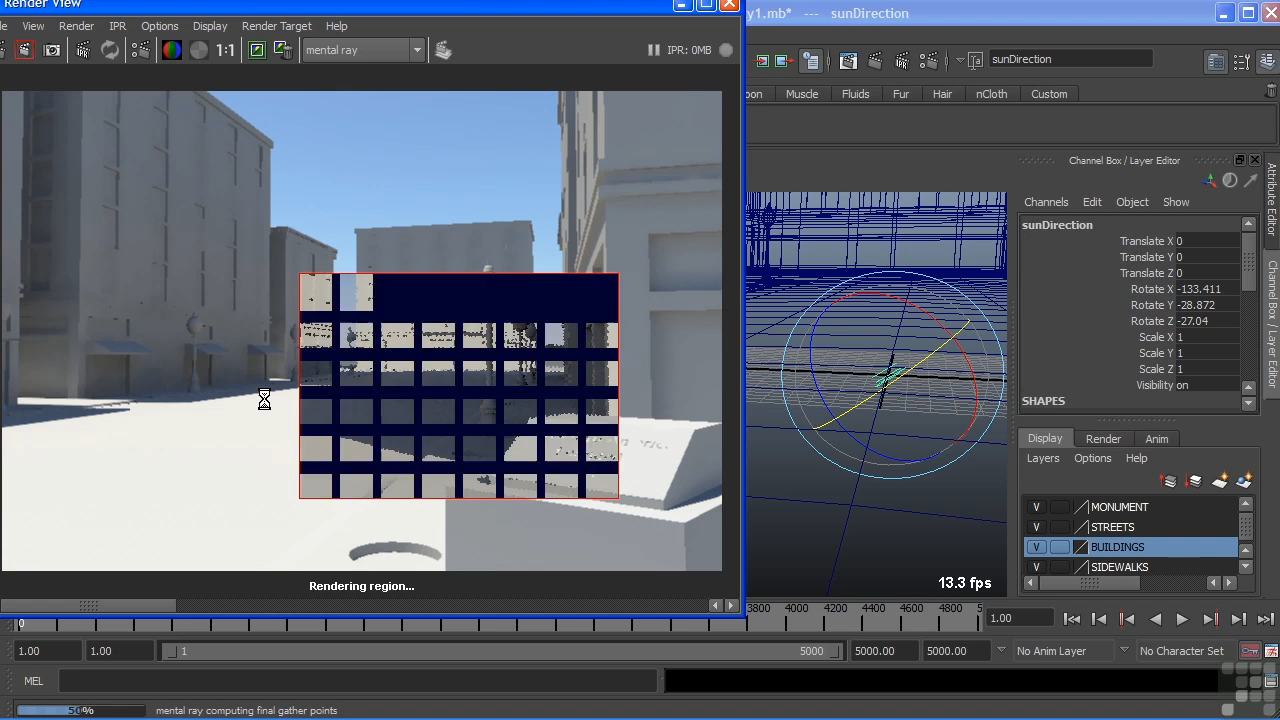 Render View
y1.mb* --- sunDirection
View Render IPR Options Display Render Target Help
1:1 mental ray IPR: 0MB
sunDirection
Muscle Fluids Fur Hair nCloth Custom
Channel Box / Layer Editor
Channels Edit Object Show
sunDirection
Translate X 0
Translate Y 0
Translate Z 0
Rotate X -133.411
Rotate Y -28.872
Rotate Z -27.04
Scale X 1
Scale Y 1
Scale Z 1
Visibility on
SHAPES
Attribute Editor
Channel Box / Layer Editor
Display Render Anim
Layers Options Help
V MONUMENT
V STREETS
V BUILDINGS
V SIDEWALKS
13.3 fps
Rendering region...
0 3800 4000 4200 4400 4600 4800 5 1.00
1.00 1.00 1 5000 5000.00 5000.00 No Anim Layer No Character Set
MEL
50% mental ray computing final gather points